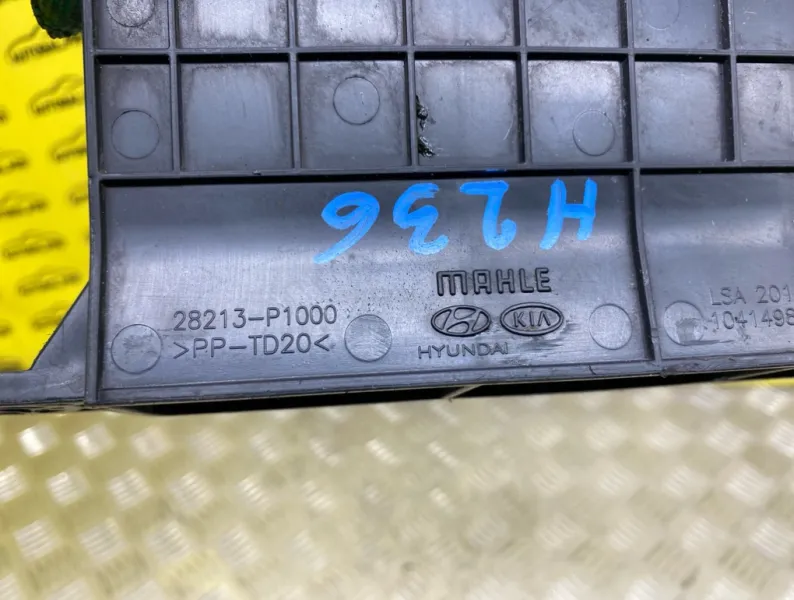 H236
MAHLE
28213-P1000
>PP-TD20<
HYUNDAI
KIA
LSA 201
1041498